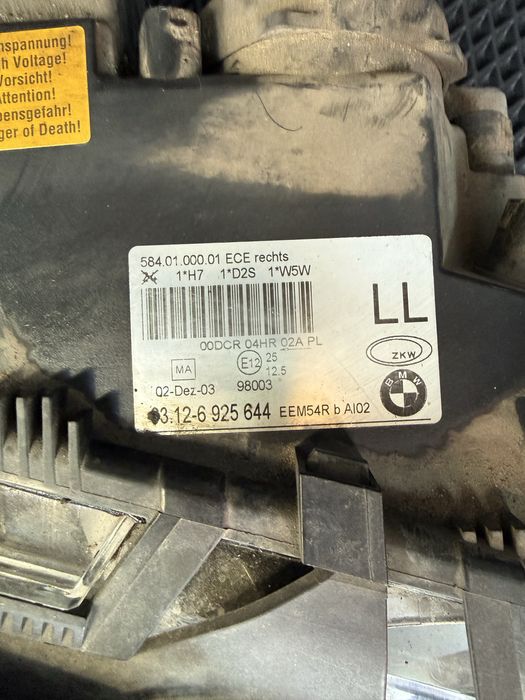 nspannung!
h Voltage!
Vorsicht!
Attention!
bensgefahr!
ger of Death!
584.01.000.01 ECE rechts
1*H7 1*D2S 1*W5W
LL
00DCR 04HR 02A PL
MA
E12
25
12.5
ZKW
02-Dez-03 98003
BMW
63.12-6 925 644 EEM54R b AI02